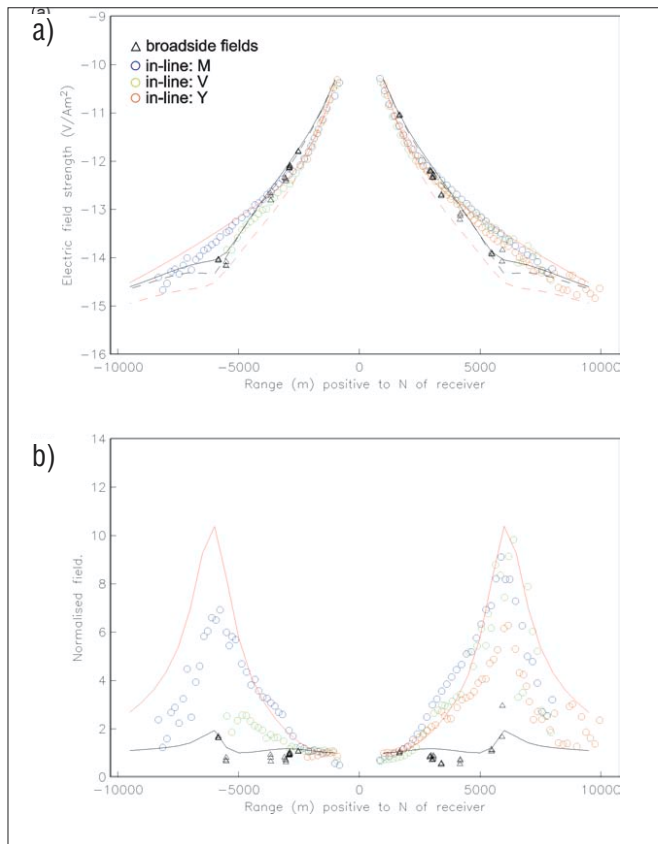 (a)
a)
−9
−10
−11
−12
−13
−14
−15
−16
Electric field strength (V/Am²)
△ broadside fields
○ in-line: M
○ in-line: V
○ in-line: Y
−10000 −5000 0 5000 10000
Range (m) positive to N of receiver
b)
14
12
10
8
6
4
2
0
Normalised field.
−10000 −5000 0 5000 10000
Range (m) positive to N of receiver